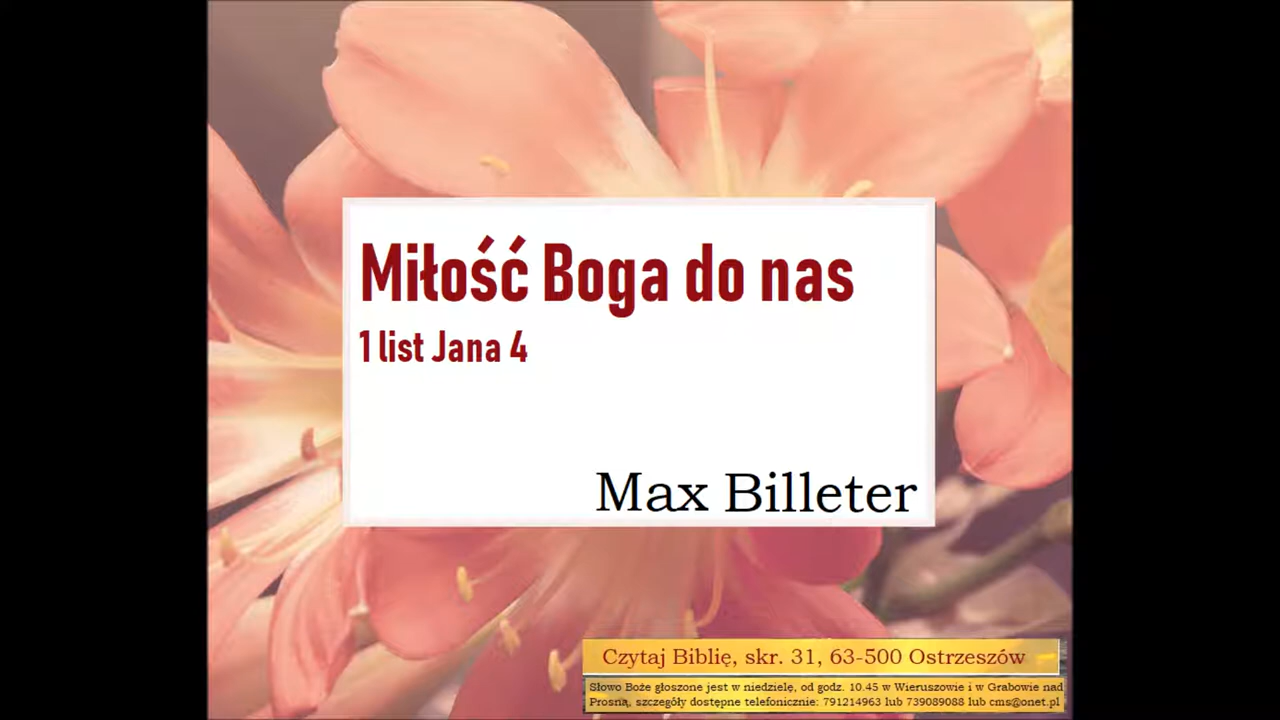 Miłość Boga do nas
1 list Jana 4
Max Billeter
Czytaj Biblię, skr. 31, 63-500 Ostrzeszów
Słowo Boże głoszone jest w niedzielę, od godz. 10.45 w Wieruszowie i w Grabowie nad
Prosną, szczegóły dostępne telefonicznie: 791214963 lub 739089088 lub cms@onet.pl